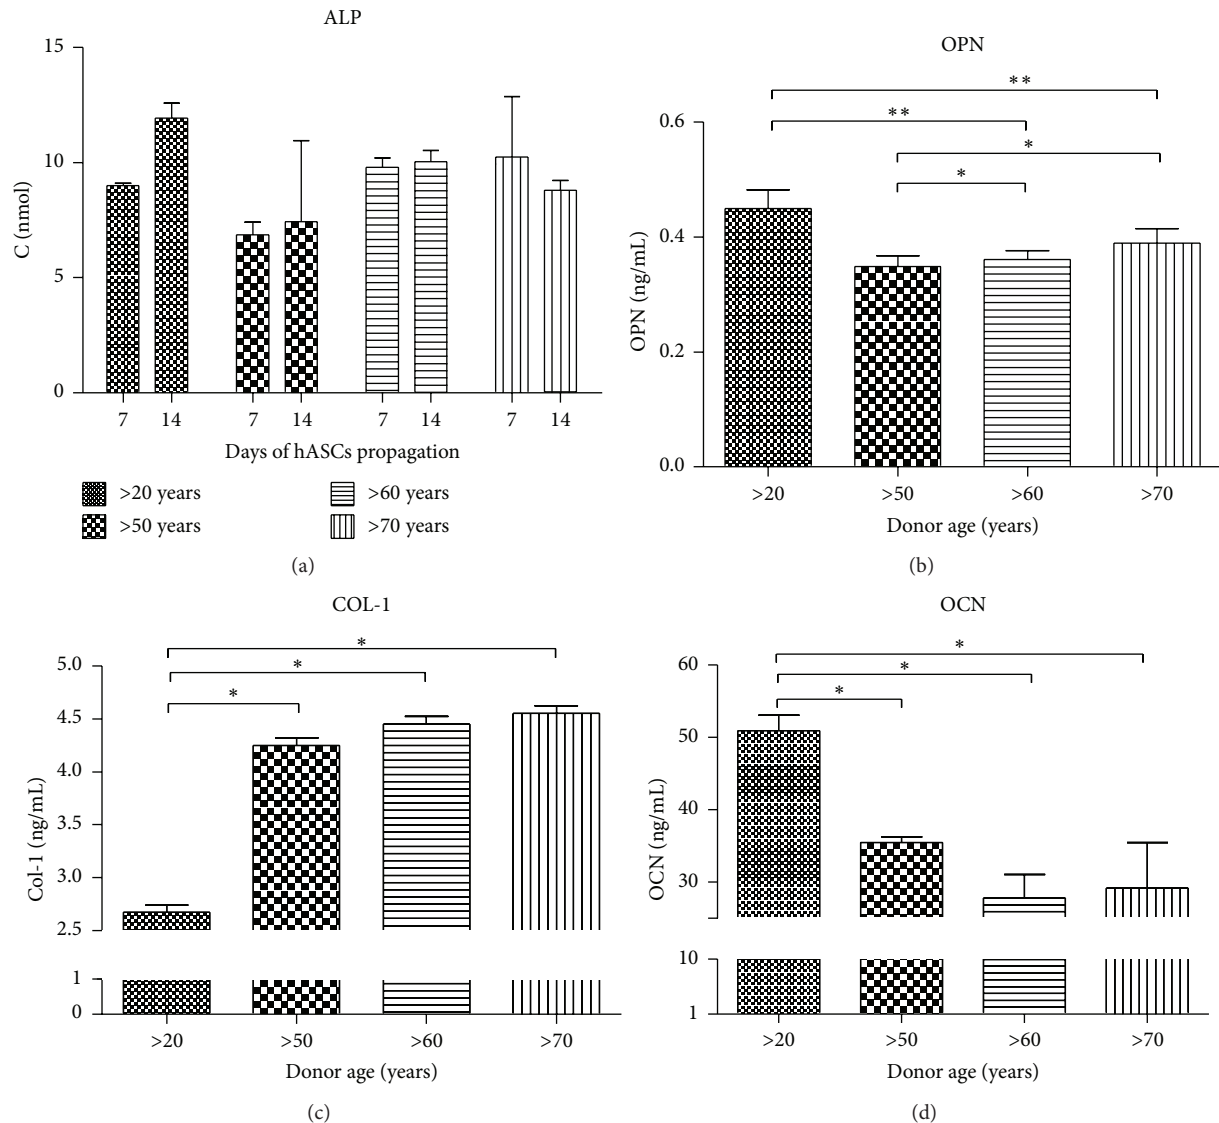 ALP
15
10
5
0
C (nmol)
7 14 7 14 7 14 7 14
Days of hASCs propagation
>20 years
>50 years
>60 years
>70 years
(a)
OPN
**
**
*
*
0.6
0.4
0.2
0.0
OPN (ng/mL)
>20 >50 >60 >70
Donor age (years)
(b)
COL-1
*
*
*
5.0
4.5
4.0
3.5
3.0
2.5
1
0
Col-1 (ng/mL)
>20 >50 >60 >70
Donor age (years)
(c)
OCN
*
*
*
60
50
40
30
10
1
OCN (ng/mL)
>20 >50 >60 >70
Donor age (years)
(d)